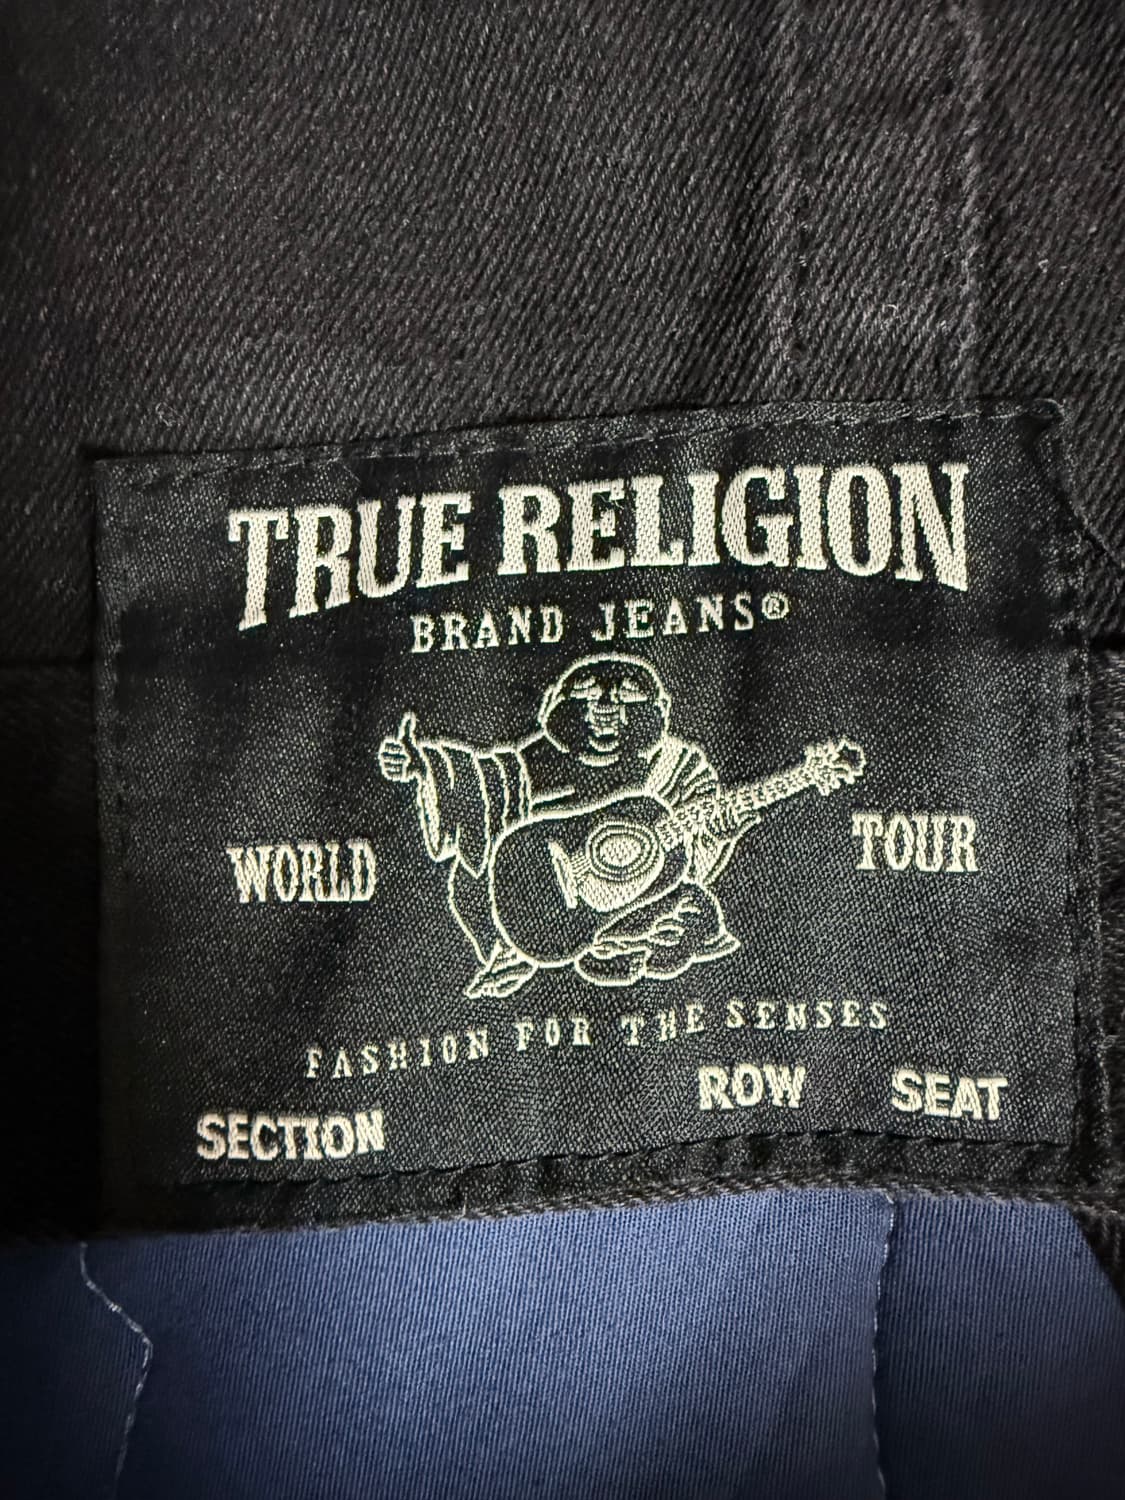 TRUE RELIGION
BRAND JEANS®
WORLD TOUR
FASHION FOR THE SENSES
SECTION ROW SEAT